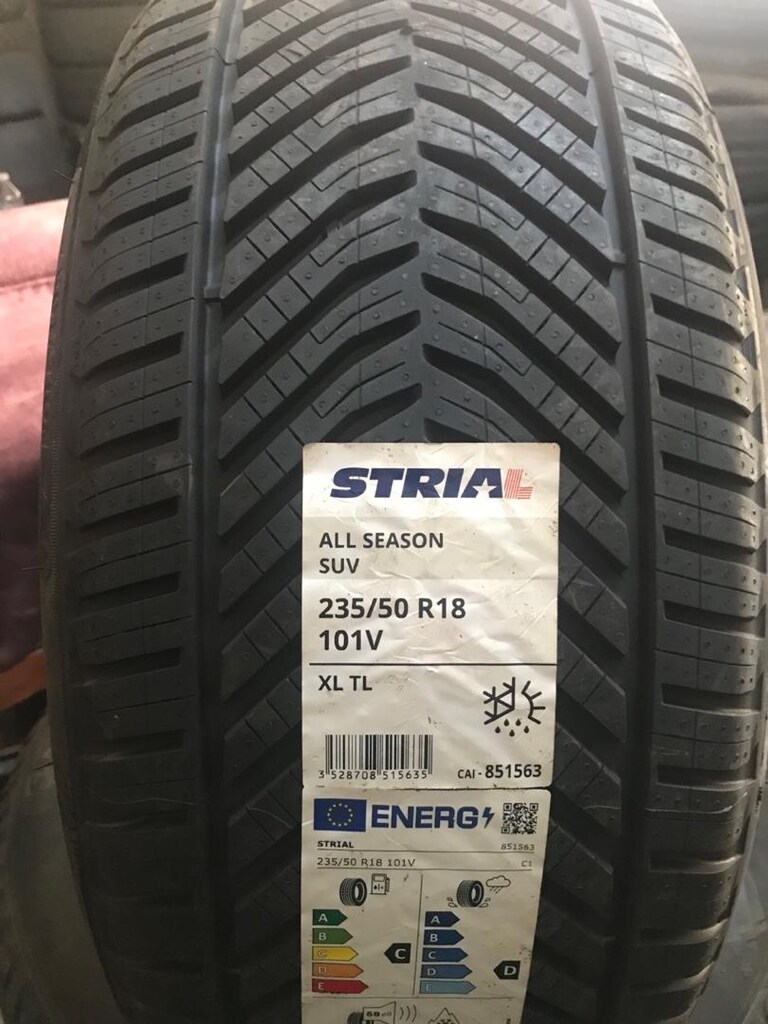 STRIAL
ALL SEASON
SUV
235/50 R18
101V
XL TL
3 528708 515635
CAI - 851563
ENERG
STRIAL 851563
235/50 R18 101V C1
A
B
C
D
E
C
A
B
C
D
E
D